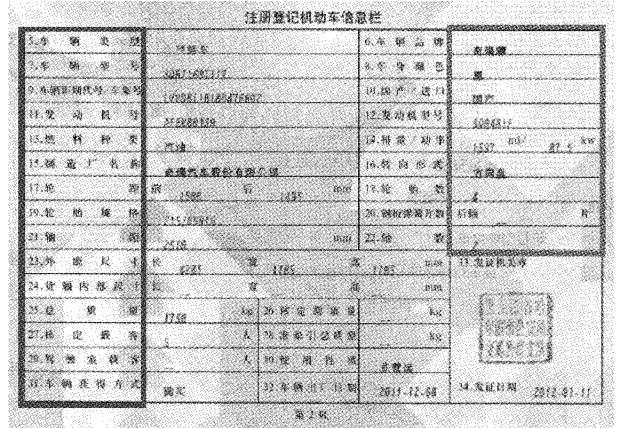 注册登记机动车信息栏
5.车辆类型 轿车 6.车辆品牌 奇瑞牌
7.车辆型号 8.车身颜色
9.车辆识别代号/车架号 10.国产/进口 国产
11.发动机号 12.发动机型号
13.燃料种类 汽油 14.排量/功率 1597 ml/ 87.5 kw
15.制造厂名称 奇瑞汽车股份有限公司 16.转向形式 方向盘
17.轮距 前 后 1495 mm 18.轮胎数 4
19.轮胎规格 20.钢板弹簧片数 后轴 片
21.轴距 2510 mm 22.轴数 2
23.外廓尺寸 长 4285 宽 1765 高 mm 33.发证机关章
24.货厢内部尺寸 长 宽 高 mm
25.总质量 kg 26.核定载质量 kg
27.核定载客 5 人 28.准牵引总质量 kg
29.驾驶室载客 人 30.使用性质 非营运
31.车辆获得方式 购买 32.车辆出厂日期 2011-12-08 34.发证日期 2012-01-11
第 2 页